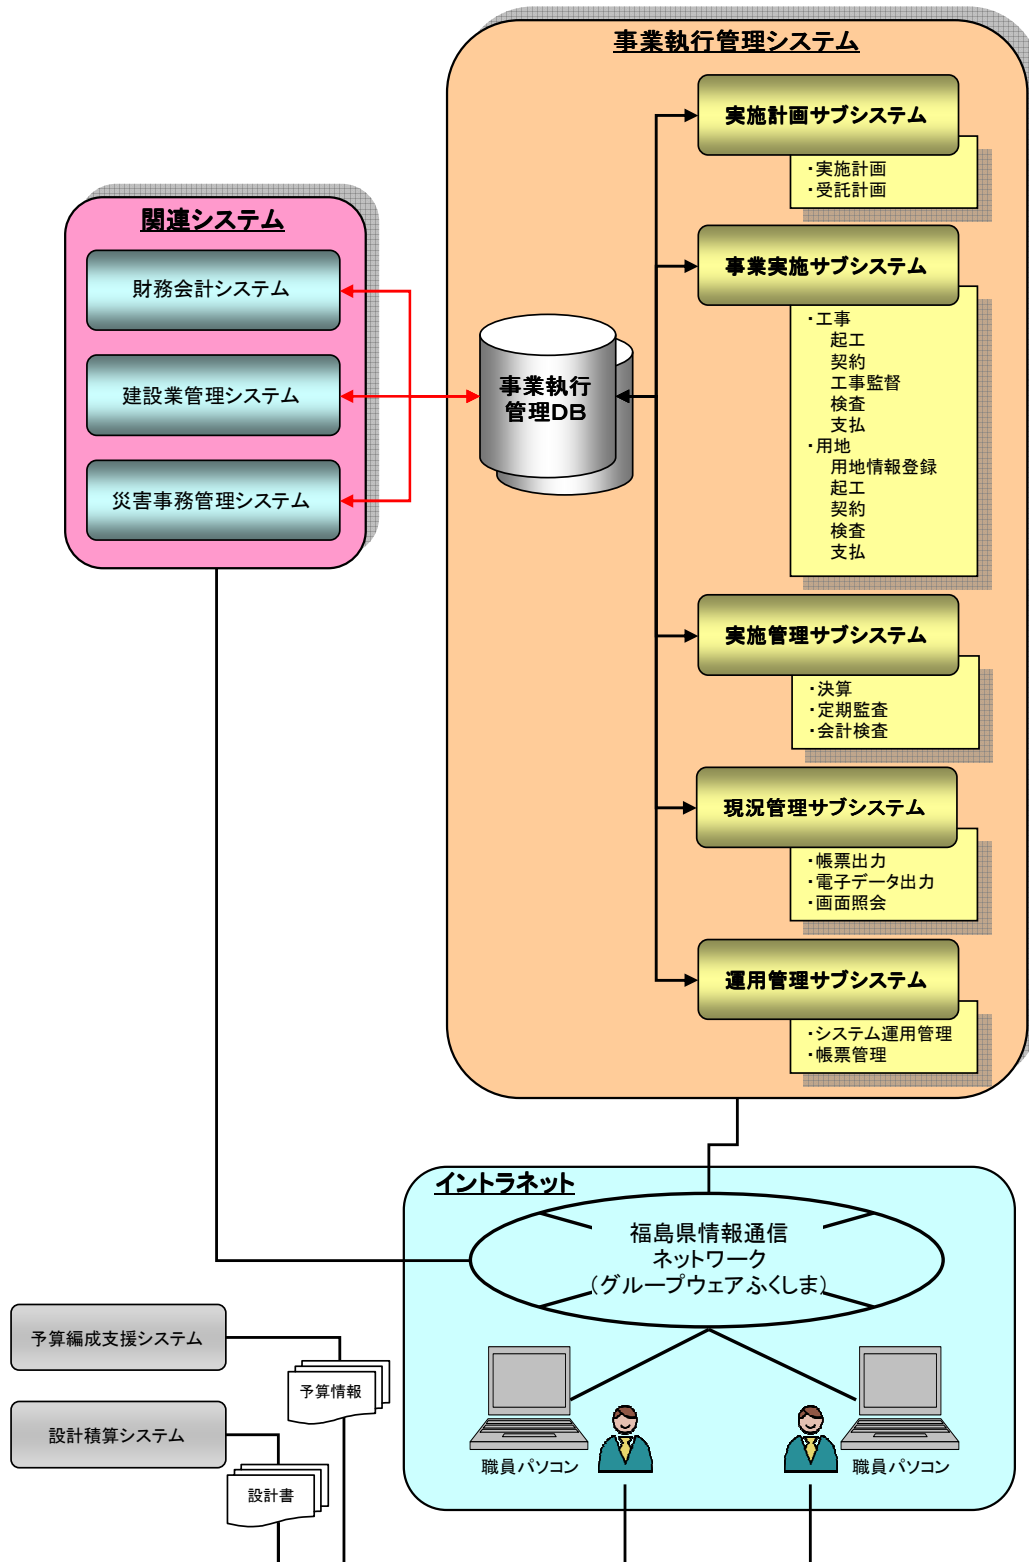 事業執行管理システム
実施計画サブシステム
・実施計画
・受託計画
関連システム
財務会計システム
建設業管理システム
災害事務管理システム
事業執行
管理DB
事業実施サブシステム
・工事
起工
契約
工事監督
検査
支払
・用地
用地情報登録
起工
契約
検査
支払
実施管理サブシステム
・決算
・定期監査
・会計検査
現況管理サブシステム
・帳票出力
・電子データ出力
・画面照会
運用管理サブシステム
・システム運用管理
・帳票管理
イントラネット
福島県情報通信
ネットワーク
(グループウェアふくしま)
職員パソコン
職員パソコン
予算編成支援システム
予算情報
設計積算システム
設計書